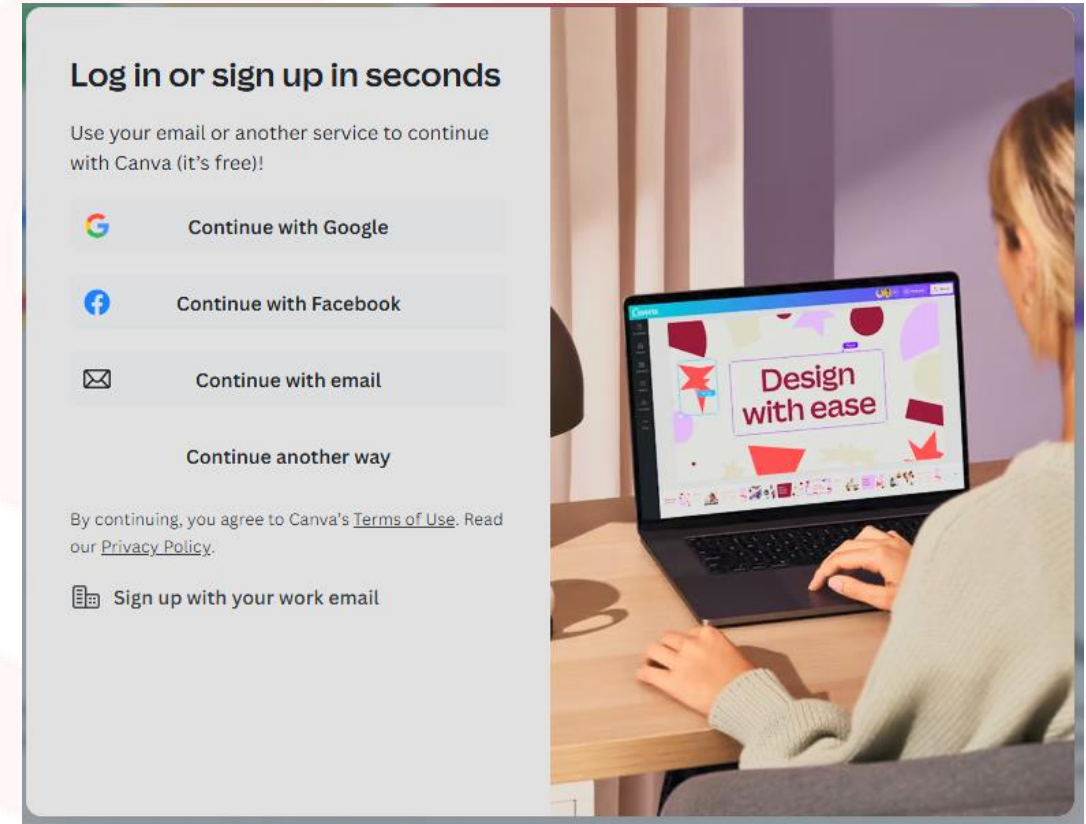 Log in or sign up in seconds
Use your email or another service to continue
with Canva (it's free)!
Continue with Google
Continue with Facebook
Continue with email
Continue another way
By continuing, you agree to Canva's Terms of Use. Read
our Privacy Policy.
Sign up with your work email
Canva
Design
with ease